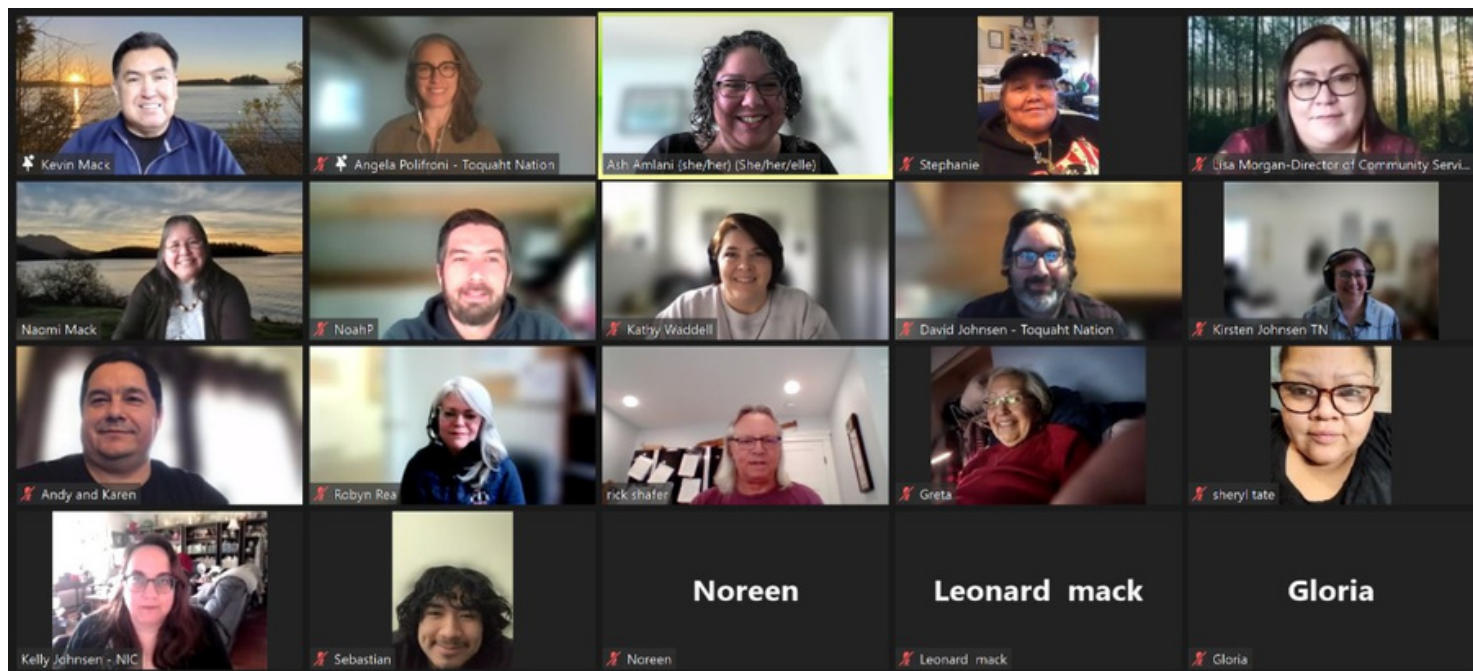 Kevin Mack
Angela Polifroni - Toquaht Nation
Ash Amlani (she/her) (She/her/elle)
Stephanie
Lisa Morgan-Director of Community Servi...
Naomi Mack
NoahP
Kathy Waddell
David Johnsen - Toquaht Nation
Kirsten Johnsen TN
Andy and Karen
Robyn Rea
rick shafer
Greta
sheryl tate
Noreen
Leonard mack
Gloria
Kelly Johnsen - NIC
Sebastian
Noreen
Leonard mack
Gloria